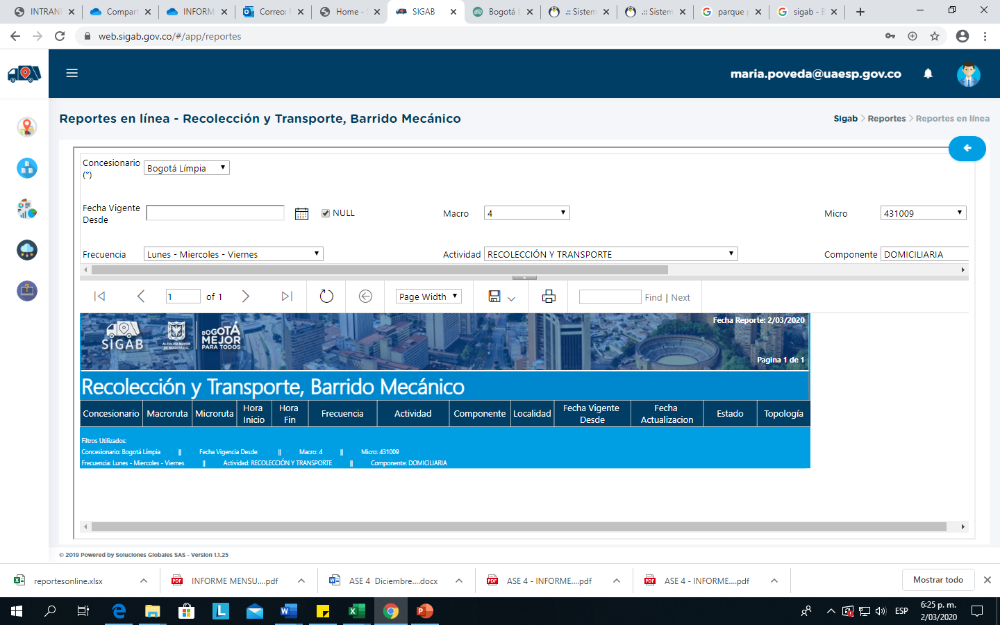 INTRANE
Compart
INFORM
Correo:
Home -
SIGAB
Bogotá
.:: Sistem
.:: Sistem
parque
sigab -
web.sigab.gov.co/#/app/reportes
maria.poveda@uaesp.gov.co
Reportes en línea - Recolección y Transporte, Barrido Mecánico
Sigab > Reportes > Reportes en línea
Concesionario (*)
Bogotá Límpia
Fecha Vigente Desde
NULL
Macro
4
Micro
431009
Frecuencia
Lunes - Miercoles - Viernes
Actividad
RECOLECCIÓN Y TRANSPORTE
Componente
DOMICILIARIA
1 of 1
Page Width
Find | Next
SIGAB
ALCALDÍA MAYOR
DE BOGOTÁ D.C.
BOGOTÁ
MEJOR
PARA TODOS
Fecha Reporte: 2/03/2020
Pagina 1 de 1
Recolección y Transporte, Barrido Mecánico
Concesionario Macroruta Microruta Hora Inicio Hora Fin Frecuencia Actividad Componente Localidad Fecha Vigente Desde Fecha Actualizacion Estado Topología
Filtros Utilizados:
Concesionario: Bogotá Límpia || Fecha Vigencia Desde: || Macro: 4 || Micro: 431009
Frecuencia: Lunes - Miercoles - Viernes || Actividad: RECOLECCIÓN Y TRANSPORTE || Componente: DOMICILIARIA
© 2019 Powered by Soluciones Globales SAS - Version 1.1.25
reportesonline.xlsx
INFORME MENSU....pdf
ASE 4 Diciembre....docx
ASE 4 - INFORME....pdf
ASE 4 - INFORME....pdf
Mostrar todo
ESP
6:25 p. m.
2/03/2020